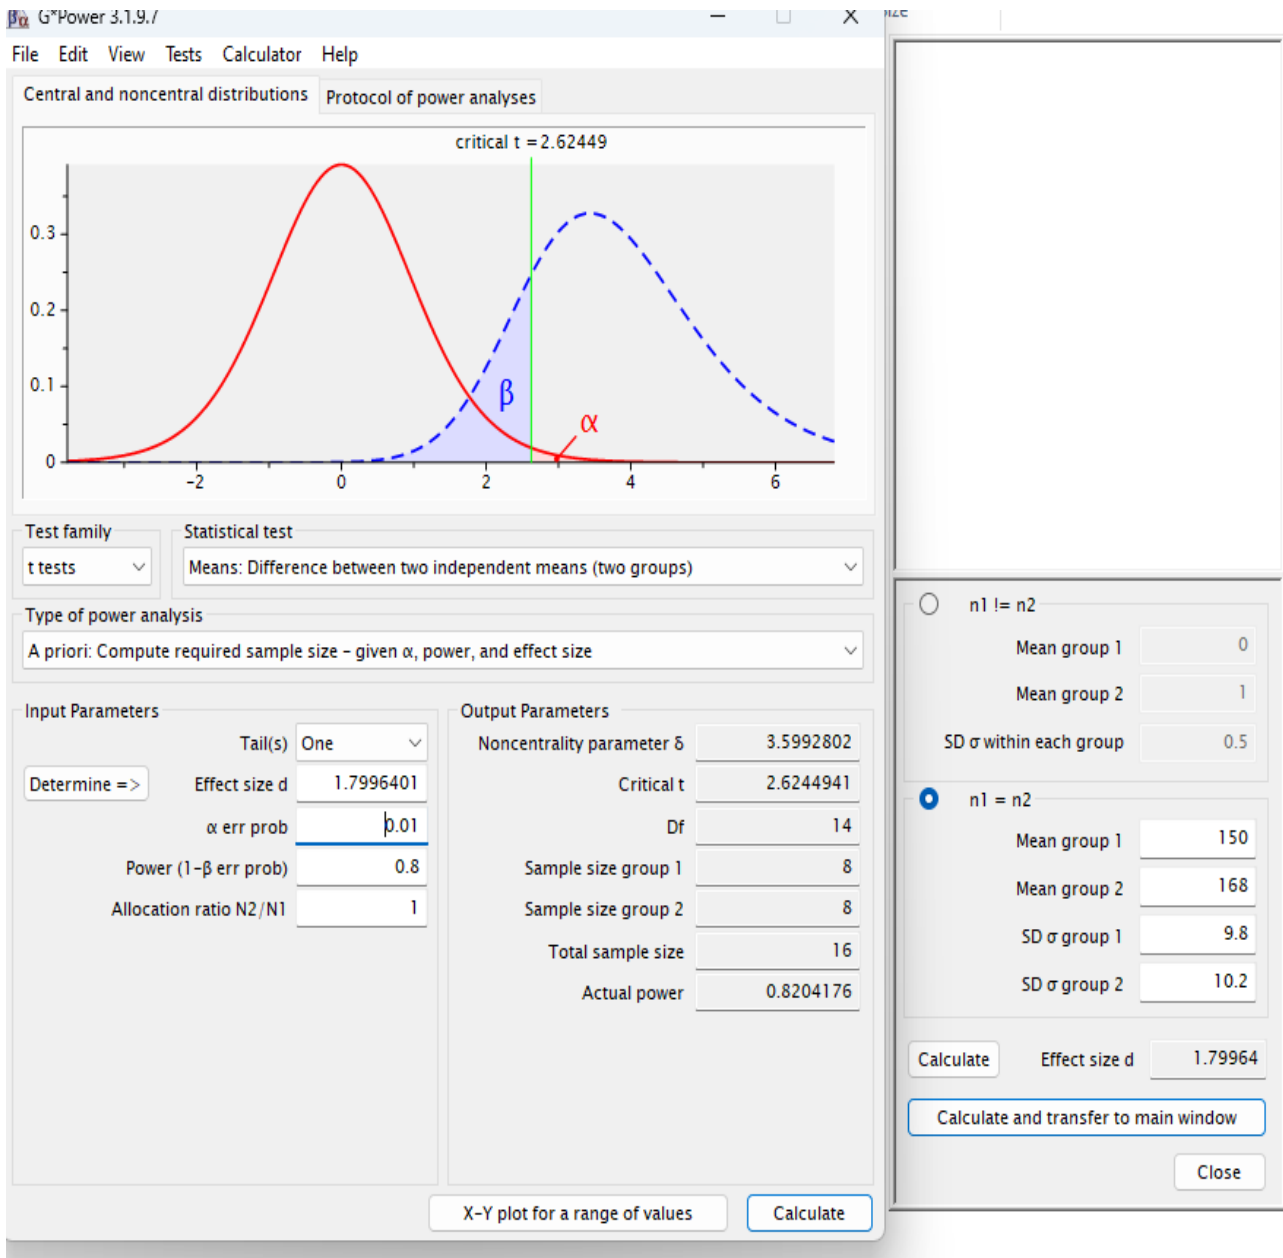 βα G*Power 3.1.9.7
File Edit View Tests Calculator Help
Central and noncentral distributions Protocol of power analyses
critical t = 2.62449
0.3
0.2
0.1
0
β
α
-2 0 2 4 6
Test family
t tests
Statistical test
Means: Difference between two independent means (two groups)
Type of power analysis
A priori: Compute required sample size – given α, power, and effect size
Input Parameters
Tail(s) One
Determine => Effect size d 1.7996401
α err prob 0.01
Power (1-β err prob) 0.8
Allocation ratio N2/N1 1
Output Parameters
Noncentrality parameter δ 3.5992802
Critical t 2.6244941
Df 14
Sample size group 1 8
Sample size group 2 8
Total sample size 16
Actual power 0.8204176
X-Y plot for a range of values Calculate
n1 != n2
Mean group 1 0
Mean group 2 1
SD σ within each group 0.5
n1 = n2
Mean group 1 150
Mean group 2 168
SD σ group 1 9.8
SD σ group 2 10.2
Calculate Effect size d 1.79964
Calculate and transfer to main window
Close